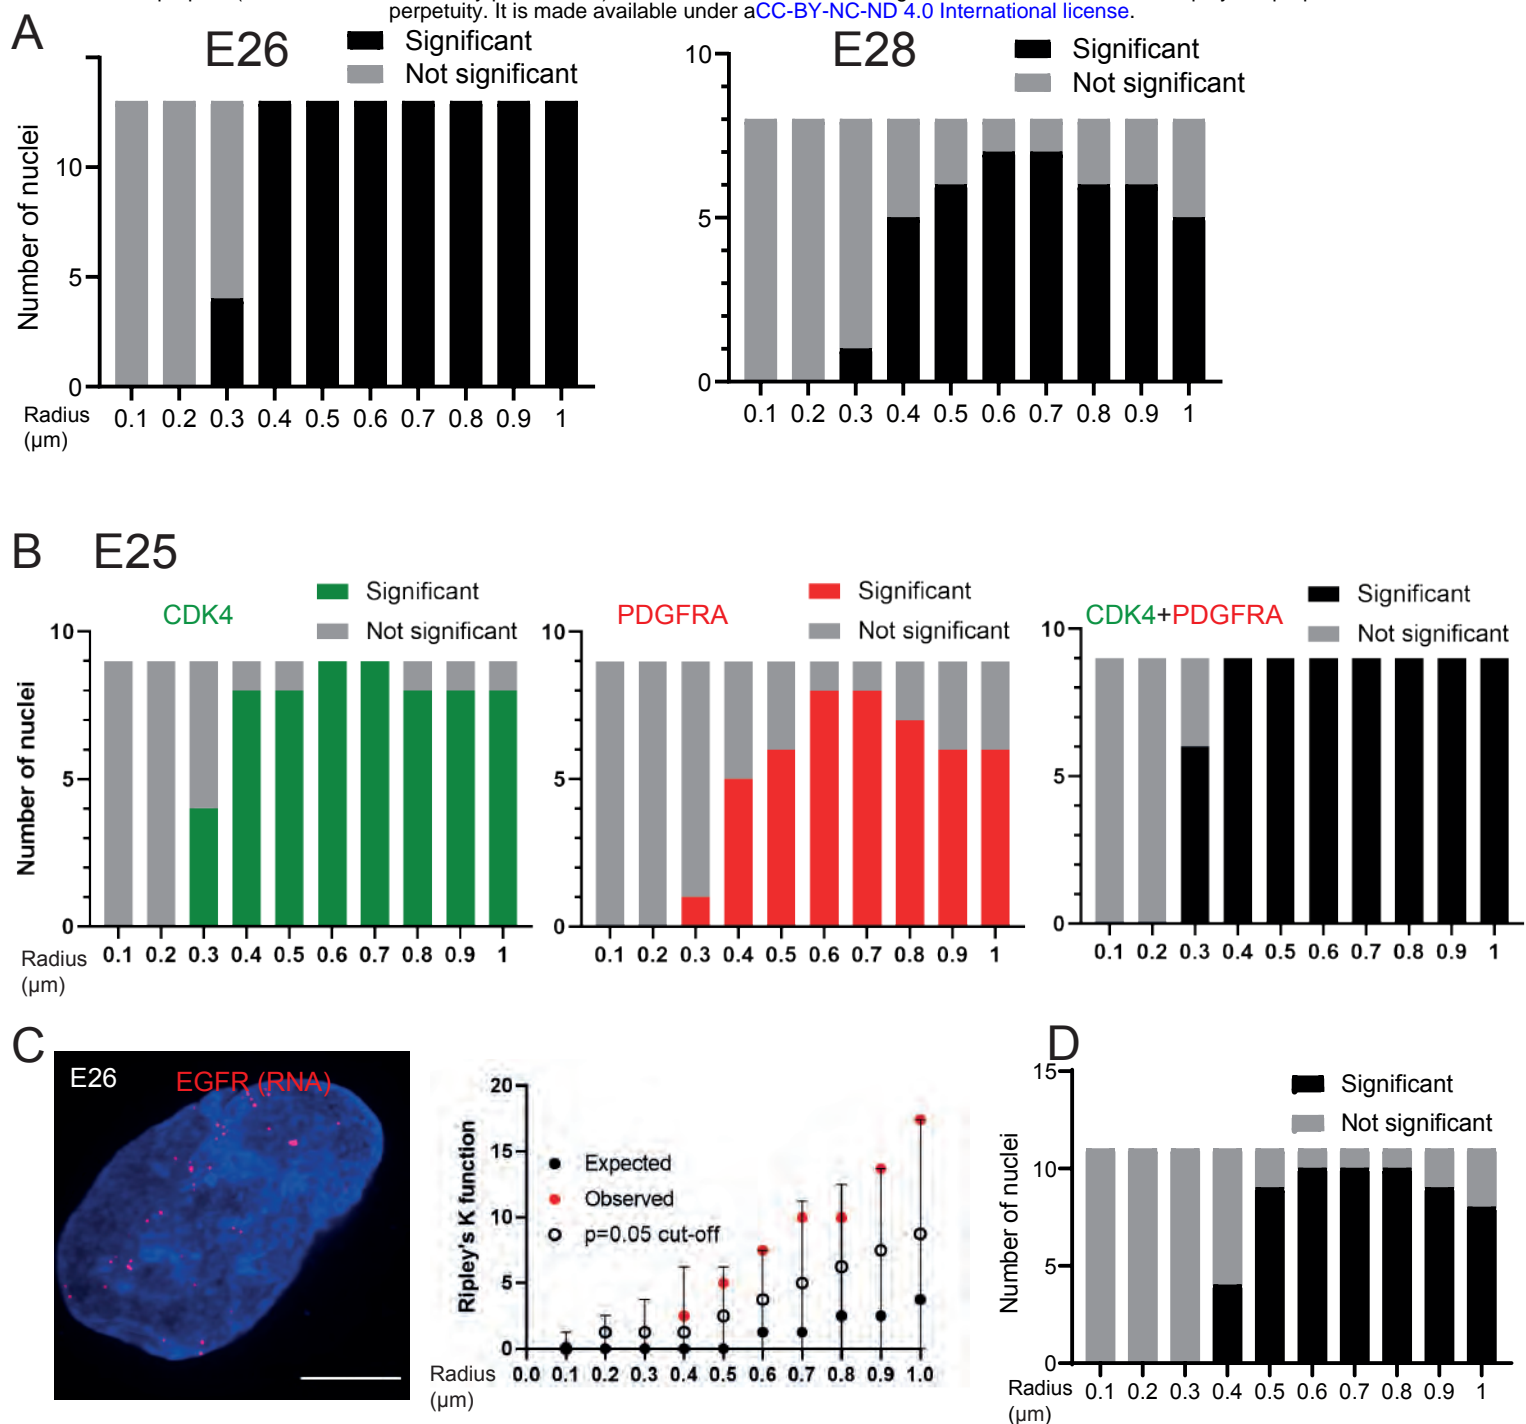 perpetuity. It is made available under aCC-BY-NC-ND 4.0 International license.
A
E26
Significant
Not significant
Number of nuclei
10
5
0
Radius
(µm)
0.1 0.2 0.3 0.4 0.5 0.6 0.7 0.8 0.9 1
E28
Significant
Not significant
10
5
0
0.1 0.2 0.3 0.4 0.5 0.6 0.7 0.8 0.9 1
B E25
CDK4
Significant
Not significant
Number of nuclei
10
5
0
Radius
(µm)
0.1 0.2 0.3 0.4 0.5 0.6 0.7 0.8 0.9 1
PDGFRA
Significant
Not significant
10
5
0
0.1 0.2 0.3 0.4 0.5 0.6 0.7 0.8 0.9 1
CDK4+PDGFRA
Significant
Not significant
10
5
0
0.1 0.2 0.3 0.4 0.5 0.6 0.7 0.8 0.9 1
C
E26 EGFR (RNA)
Ripley's K function
20
15
10
5
0
Expected
Observed
p=0.05 cut-off
Radius
(µm)
0.0 0.1 0.2 0.3 0.4 0.5 0.6 0.7 0.8 0.9 1.0
D
Significant
Not significant
Number of nuclei
15
10
5
0
Radius
(µm)
0.1 0.2 0.3 0.4 0.5 0.6 0.7 0.8 0.9 1